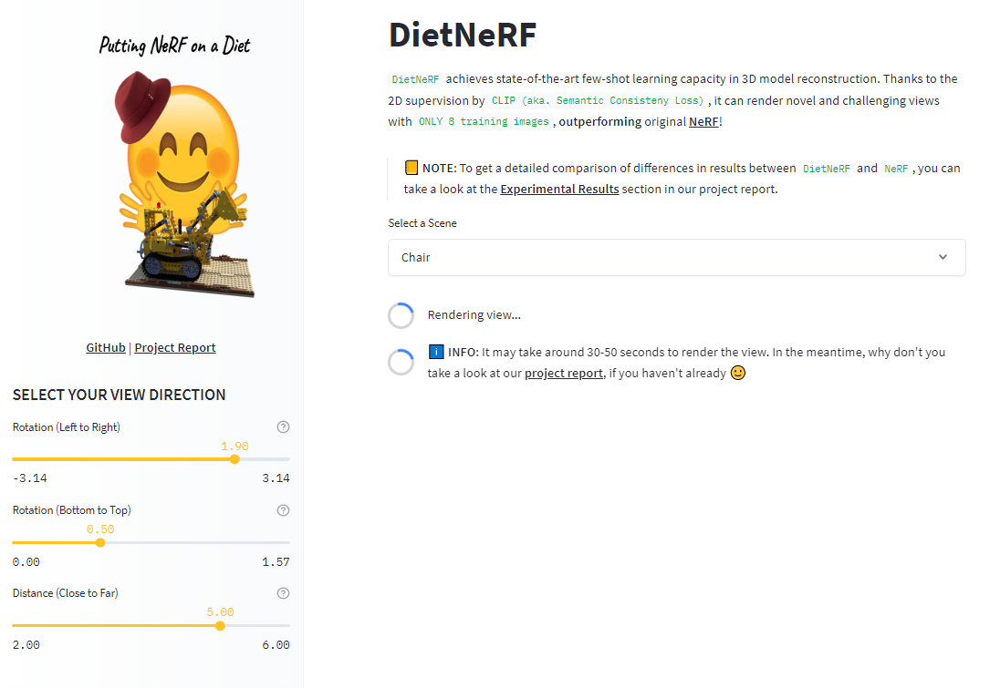 Putting NeRF on a Diet
GitHub | Project Report
SELECT YOUR VIEW DIRECTION
Rotation (Left to Right)
1.90
-3.14 3.14
Rotation (Bottom to Top)
0.50
0.00 1.57
Distance (Close to Far)
5.00
2.00 6.00
DietNeRF
DietNeRF achieves state-of-the-art few-shot learning capacity in 3D model reconstruction. Thanks to the
2D supervision by CLIP (aka. Semantic Consisteny Loss) , it can render novel and challenging views
with ONLY 8 training images , outperforming original NeRF!
NOTE: To get a detailed comparison of differences in results between DietNeRF and NeRF , you can
take a look at the Experimental Results section in our project report.
Select a Scene
Chair
Rendering view...
INFO: It may take around 30-50 seconds to render the view. In the meantime, why don't you
take a look at our project report, if you haven't already 🙂